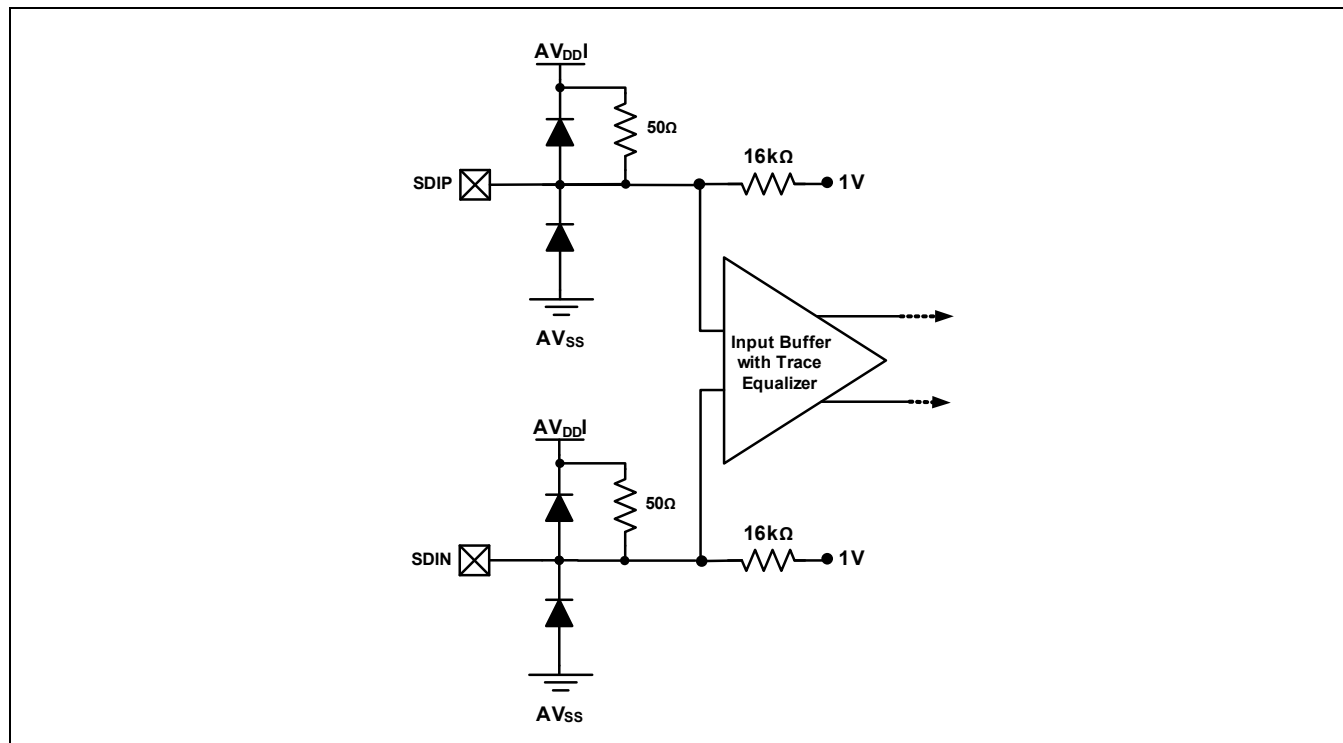 AVDDI
50Ω
16kΩ
1V
SDIP
AVSS
Input Buffer
with Trace
Equalizer
AVDDI
50Ω
16kΩ
1V
SDIN
AVSS